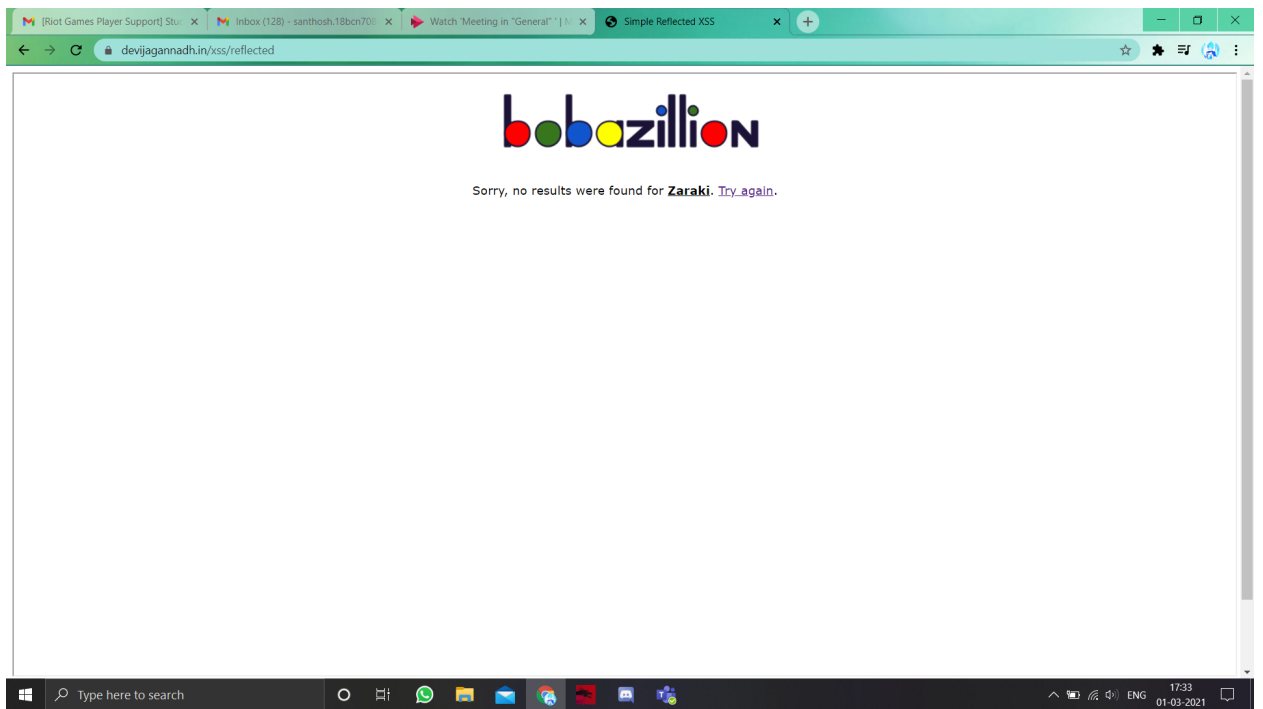 [Riot Games Player Support] Stuc
Inbox (128) - santhosh.18bcn708
Watch 'Meeting in "General" ' | M
Simple Reflected XSS
devijagannadh.in/xss/reflected
bobazillion
Sorry, no results were found for Zaraki. Try again.
Type here to search
ENG
17:33
01-03-2021